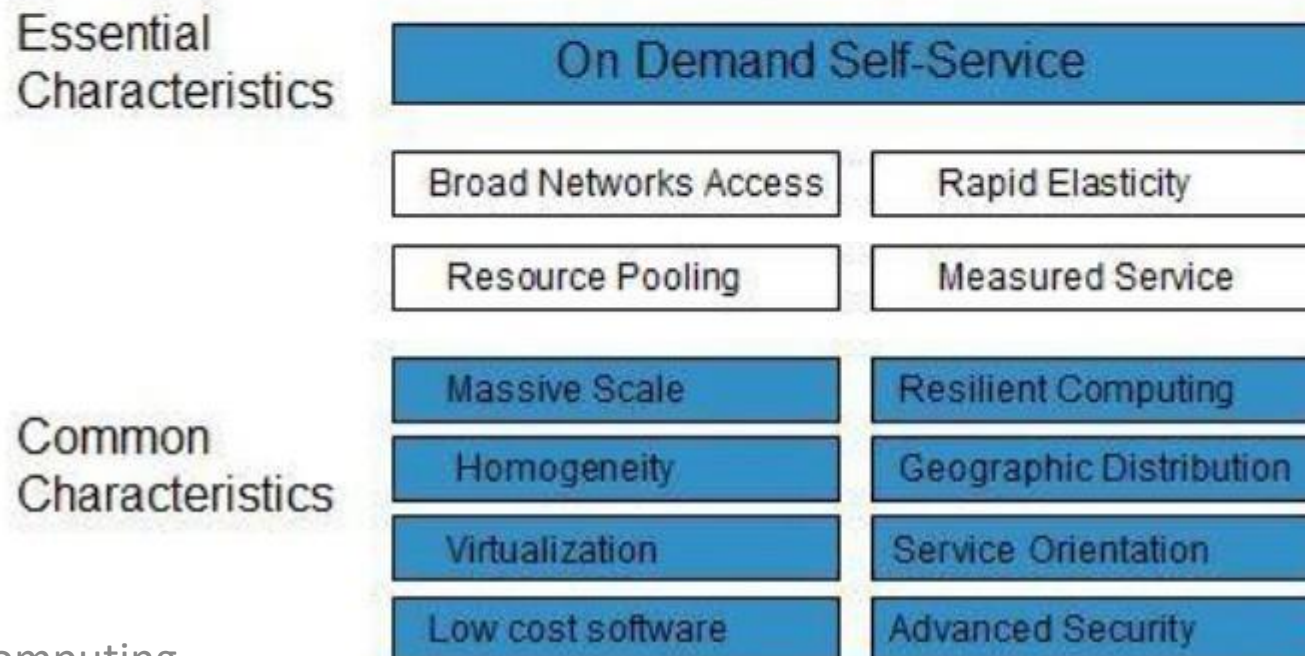 Essential
Characteristics
On Demand Self-Service
Broad Networks Access
Rapid Elasticity
Resource Pooling
Measured Service
Common
Characteristics
Massive Scale
Resilient Computing
Homogeneity
Geographic Distribution
Virtualization
Service Orientation
Low cost software
Advanced Security